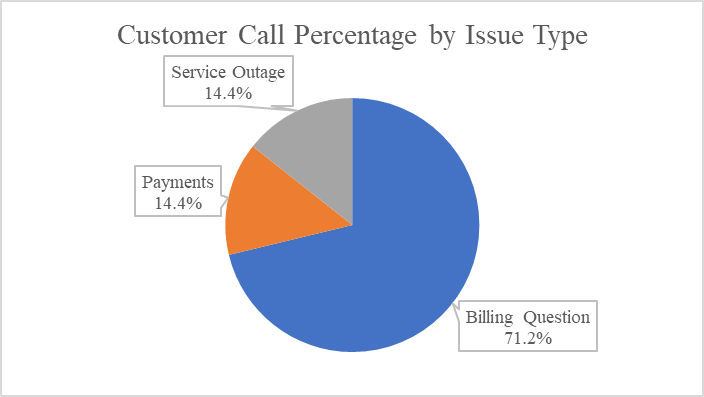 Customer Call Percentage by Issue Type
Service Outage
14.4%
Payments
14.4%
Billing Question
71.2%